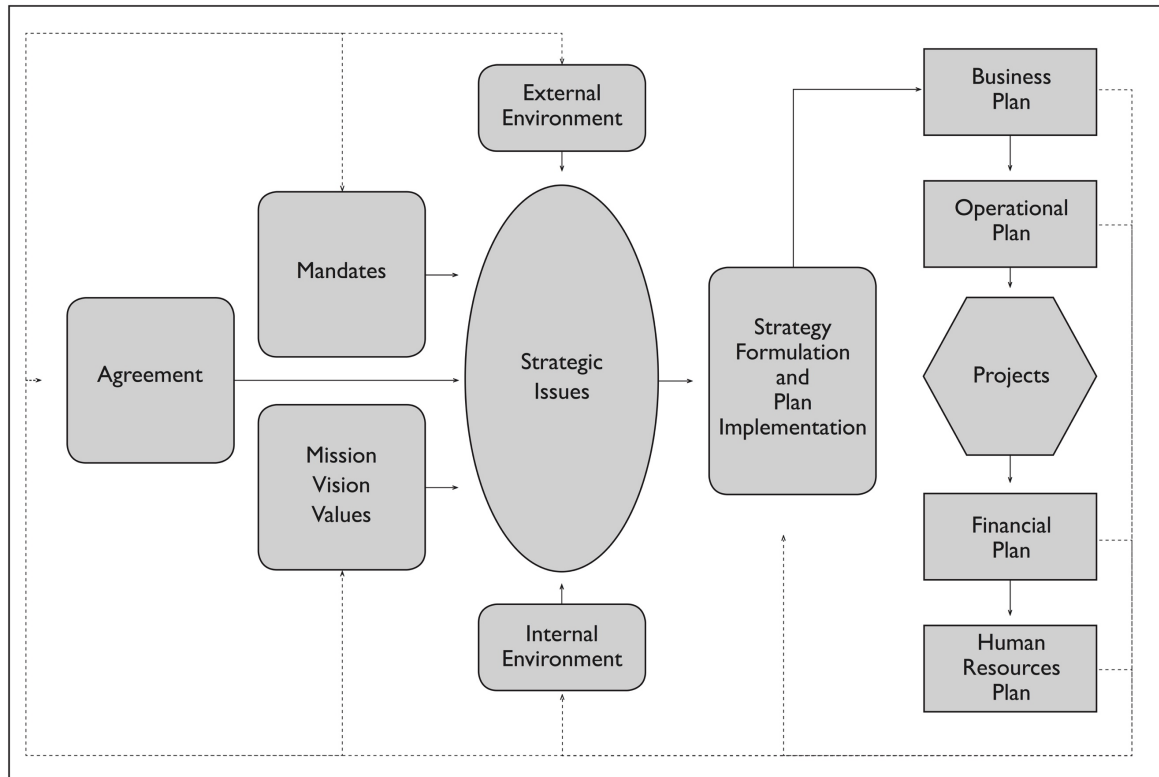 External
Environment
Mandates
Agreement
Mission
Vision
Values
Strategic
Issues
Internal
Environment
Strategy
Formulation
and
Plan
Implementation
Business
Plan
Operational
Plan
Projects
Financial
Plan
Human
Resources
Plan